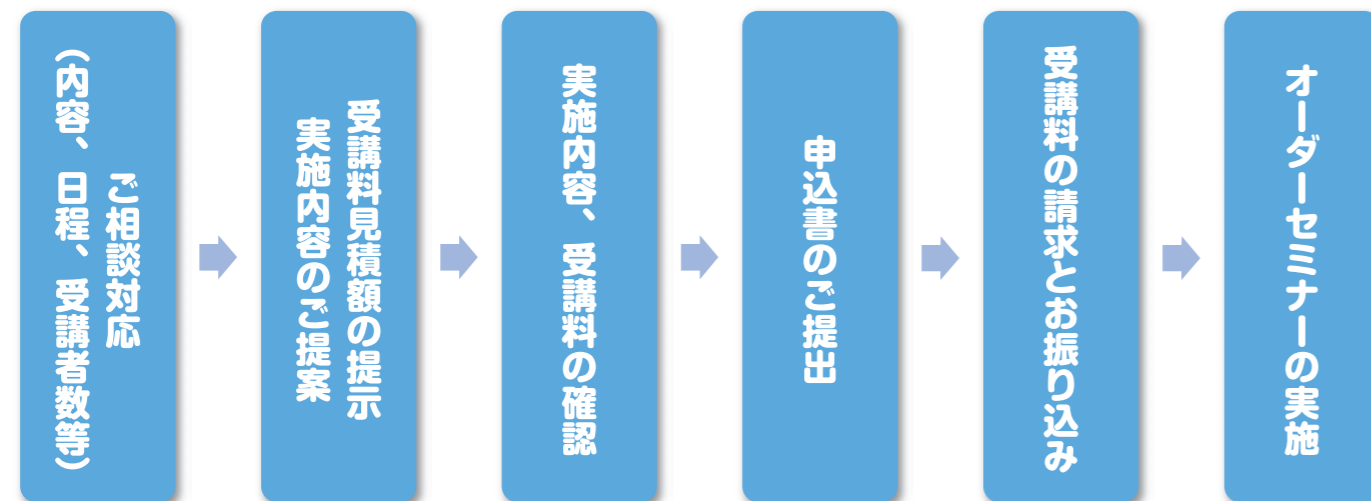 ご相談対応
（内容、日程、受講者数等）
受講料見積額の提示
実施内容のご提案
実施内容、受講料の確認
申込書のご提出
受講料の請求とお振り込み
オーダーセミナーの実施